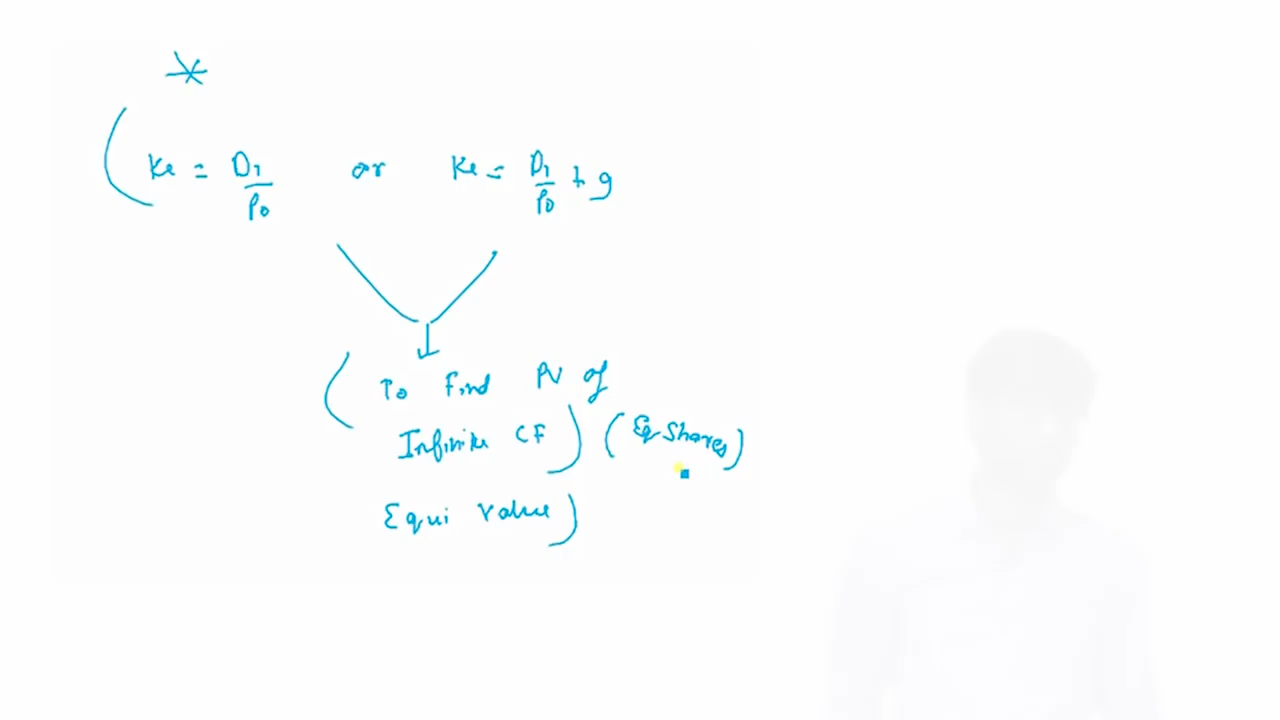 *
Ke = D1/P0 or Ke = D1/P0 + g
To Find PV of
Infinite CF) (Eq Shares)
Equi Value)